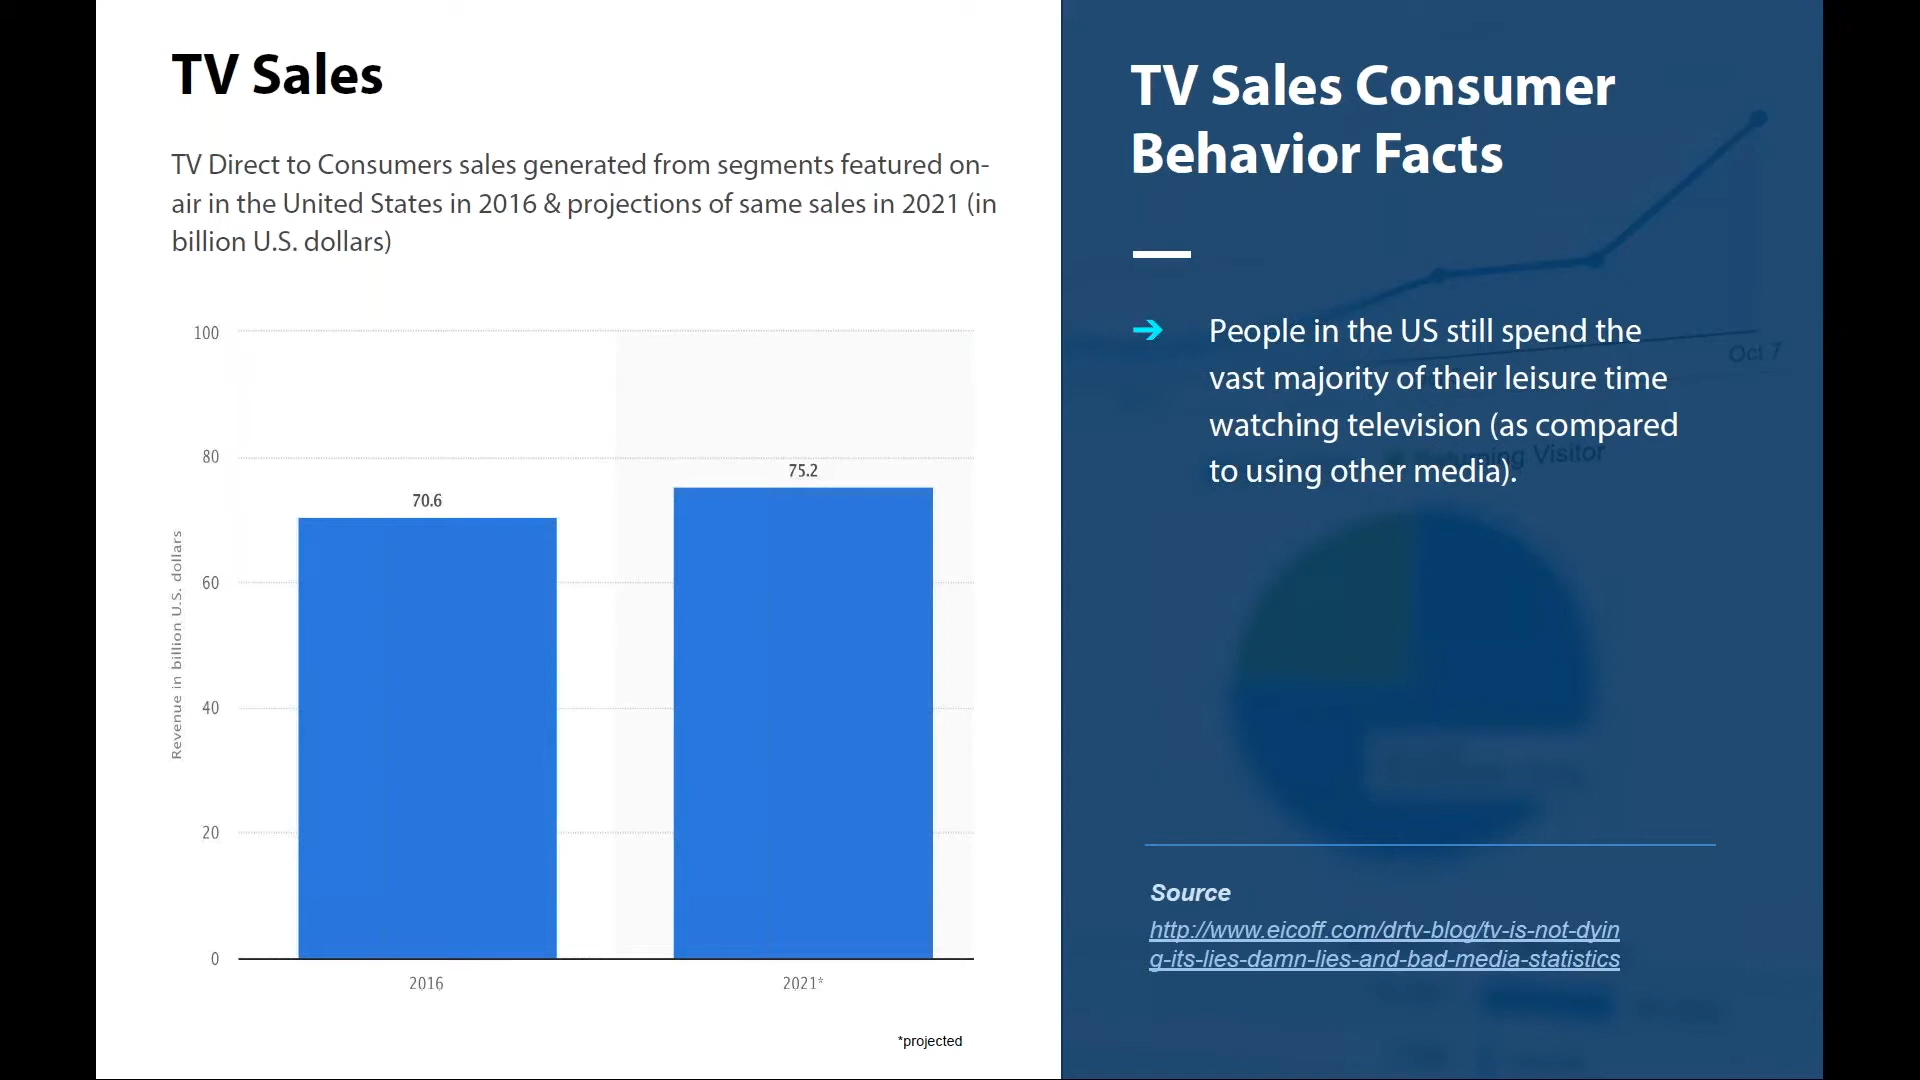 TV Sales
TV Direct to Consumers sales generated from segments featured on-
air in the United States in 2016 & projections of same sales in 2021 (in
billion U.S. dollars)
Revenue in billion U.S. dollars
100
80
60
40
20
0
70.6
75.2
2016
2021*
*projected
TV Sales Consumer
Behavior Facts
➔ People in the US still spend the
vast majority of their leisure time
watching television (as compared
to using other media).
Oct 7
Returning Visitor
Source
http://www.eicoff.com/drtv-blog/tv-is-not-dyin
g-its-lies-damn-lies-and-bad-media-statistics